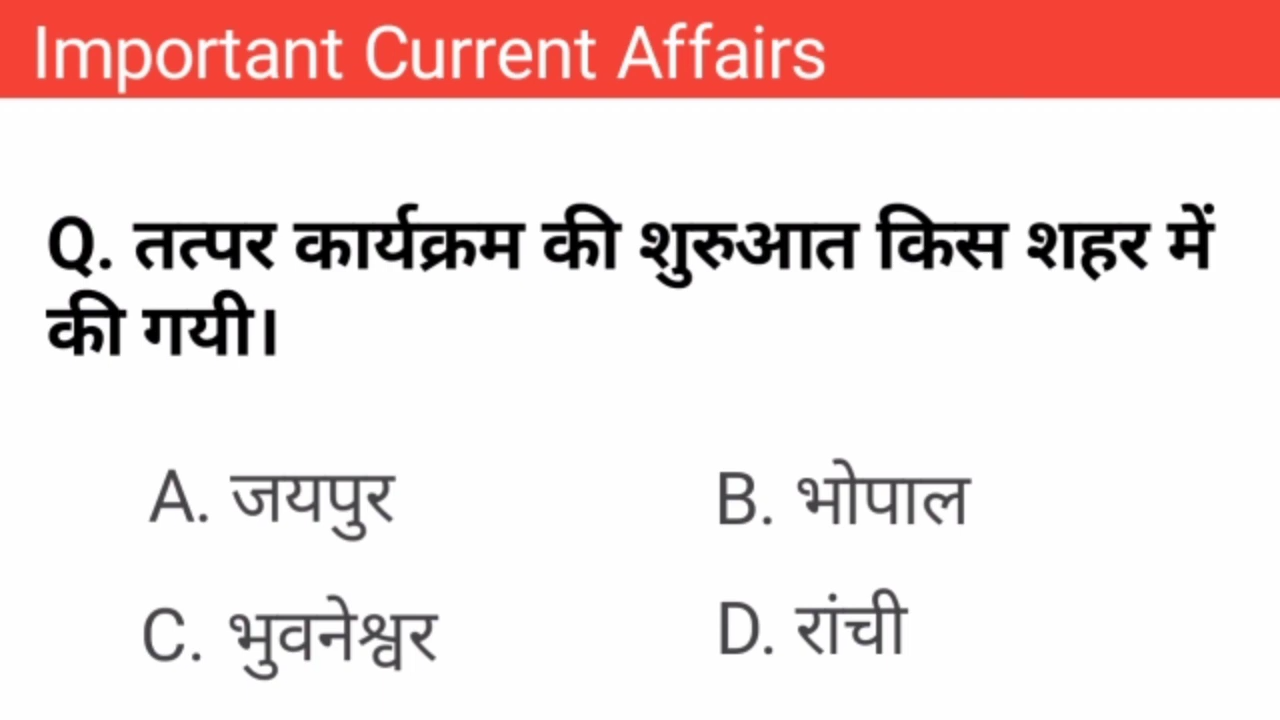 Important Current Affairs
Q. तत्पर कार्यक्रम की शुरुआत किस शहर में
की गयी।
A. जयपुर
B. भोपाल
C. भुवनेश्वर
D. रांची